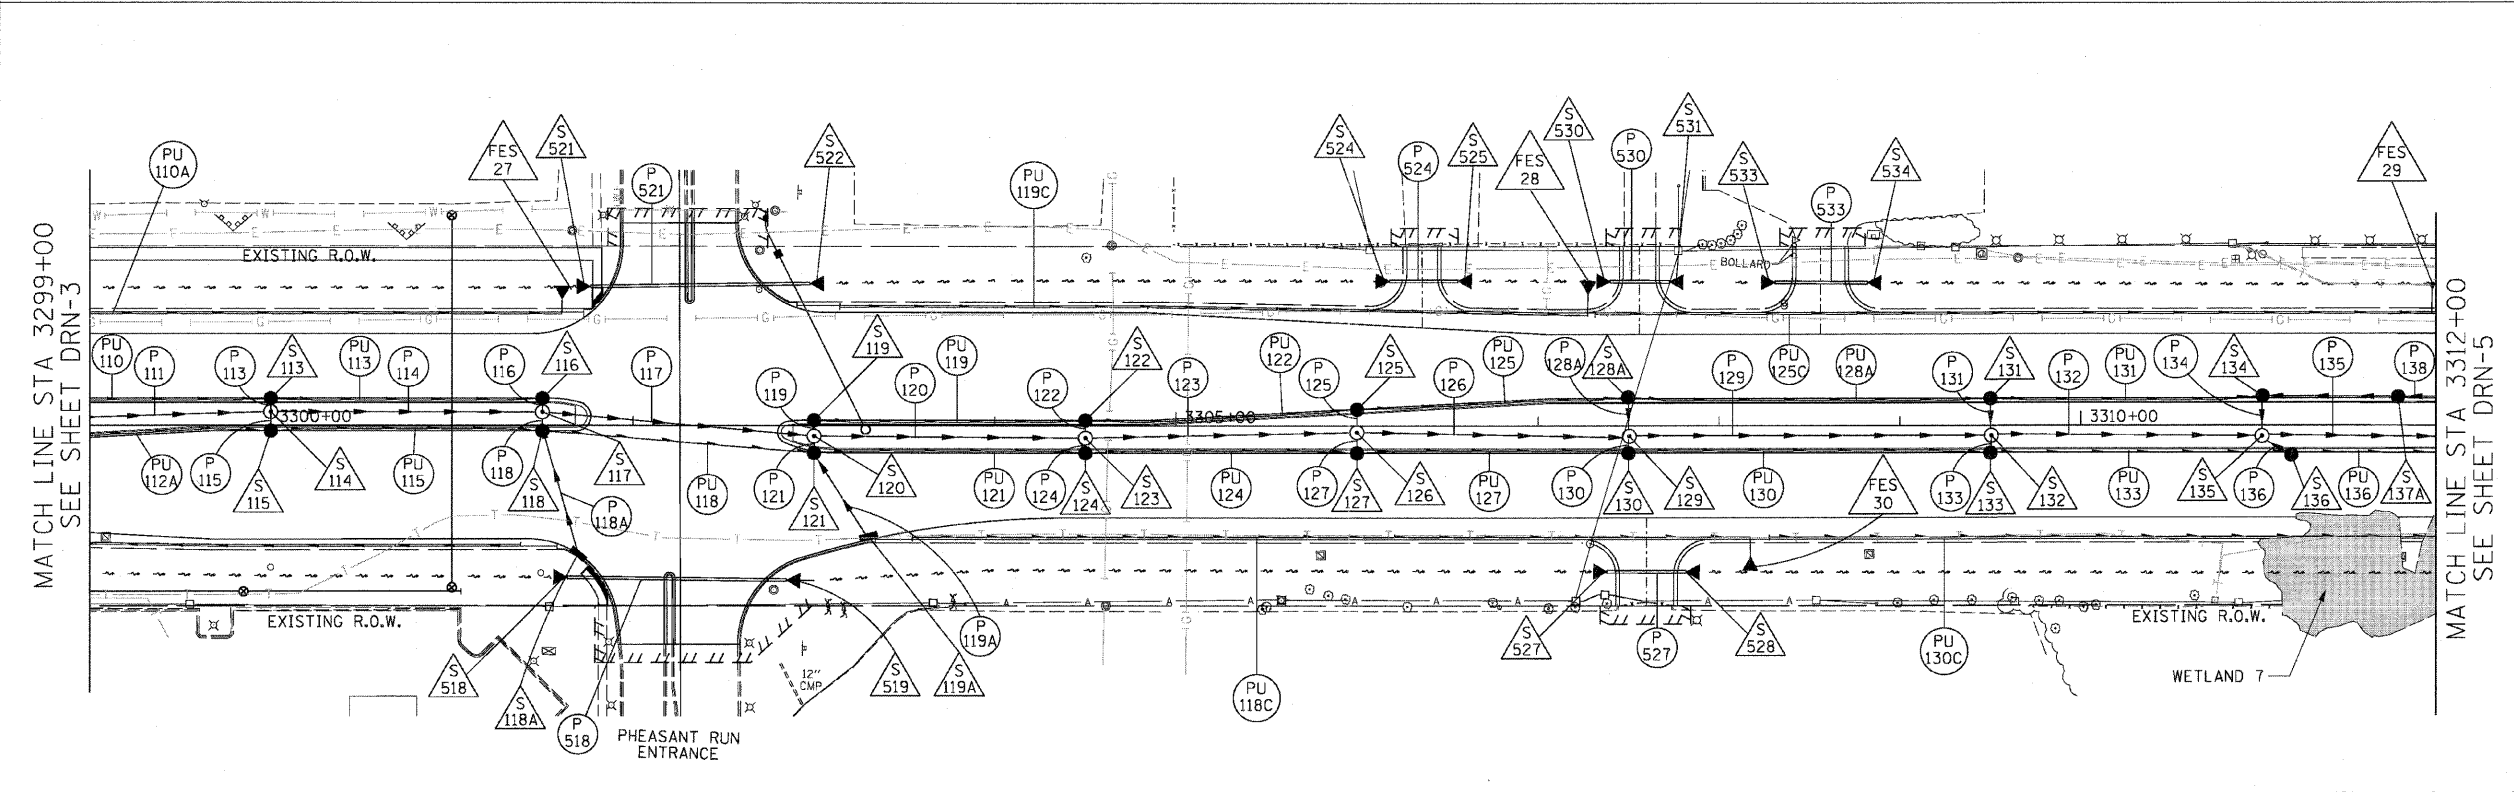 MATCH LINE STA 3299+00
SEE SHEET DRN-3
PU
110A
FES
27
S
521
P
521
S
522
PU
119C
S
524
P
524
S
525
FES
28
S
530
P
530
S
531
S
533
P
533
S
534
FES
29
EXISTING R.O.W.
BOLLARD
PU
110
P
111
P
113
S
113
PU
113
P
114
P
116
S
116
P
117
P
119
S
119
P
120
PU
119
P
122
S
122
P
123
PU
122
P
125
S
125
P
126
PU
125
P
128A
S
128A
P
129
PU
125C
PU
128A
P
131
S
131
P
132
PU
131
P
134
S
134
P
135
P
138
3300+00
3305+00
3310+00
PU
112A
P
115
S
115
S
114
PU
115
P
118
S
118
S
117
P
118A
PU
118
P
121
S
121
S
120
PU
121
P
124
S
124
S
123
PU
124
P
127
S
127
S
126
PU
127
P
130
S
130
S
129
PU
130
FES
30
P
133
S
133
S
132
PU
133
S
135
P
136
S
136
PU
136
S
137A
EXISTING R.O.W.
S
518
S
118A
P
518
PHEASANT RUN
ENTRANCE
12"
CMP
S
519
S
119A
P
119A
PU
118C
S
527
P
527
S
528
PU
130C
EXISTING R.O.W.
WETLAND 7
MATCH LINE STA 3312+00
SEE SHEET DRN-5